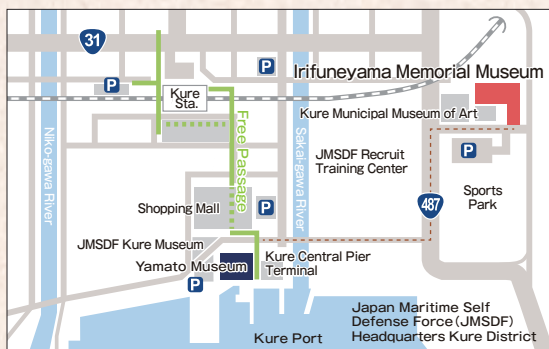 31
P
P
Irifuneyama Memorial Museum
Kure
Sta.
Kure Municipal Museum of Art
Free Passage
Niko-gawa River
Sakai-gawa River
JMSDF Recruit
Training Center
P
Sports
Park
487
Shopping Mall
P
JMSDF Kure Museum
Yamato Museum
Kure Central Pier
Terminal
P
Kure Port
Japan Maritime Self
Defense Force (JMSDF)
Headquarters Kure District